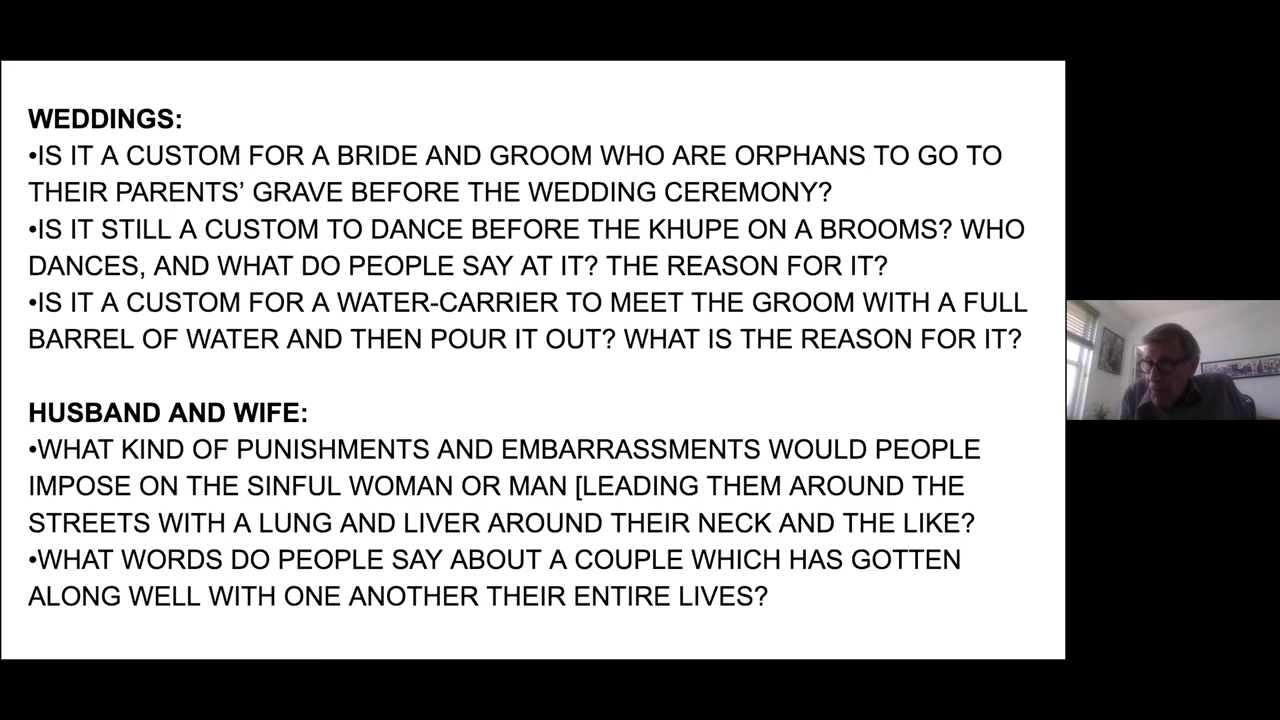 WEDDINGS:
•IS IT A CUSTOM FOR A BRIDE AND GROOM WHO ARE ORPHANS TO GO TO
THEIR PARENTS’ GRAVE BEFORE THE WEDDING CEREMONY?
•IS IT STILL A CUSTOM TO DANCE BEFORE THE KHUPE ON A BROOMS? WHO
DANCES, AND WHAT DO PEOPLE SAY AT IT? THE REASON FOR IT?
•IS IT A CUSTOM FOR A WATER-CARRIER TO MEET THE GROOM WITH A FULL
BARREL OF WATER AND THEN POUR IT OUT? WHAT IS THE REASON FOR IT?
HUSBAND AND WIFE:
•WHAT KIND OF PUNISHMENTS AND EMBARRASSMENTS WOULD PEOPLE
IMPOSE ON THE SINFUL WOMAN OR MAN [LEADING THEM AROUND THE
STREETS WITH A LUNG AND LIVER AROUND THEIR NECK AND THE LIKE?
•WHAT WORDS DO PEOPLE SAY ABOUT A COUPLE WHICH HAS GOTTEN
ALONG WELL WITH ONE ANOTHER THEIR ENTIRE LIVES?